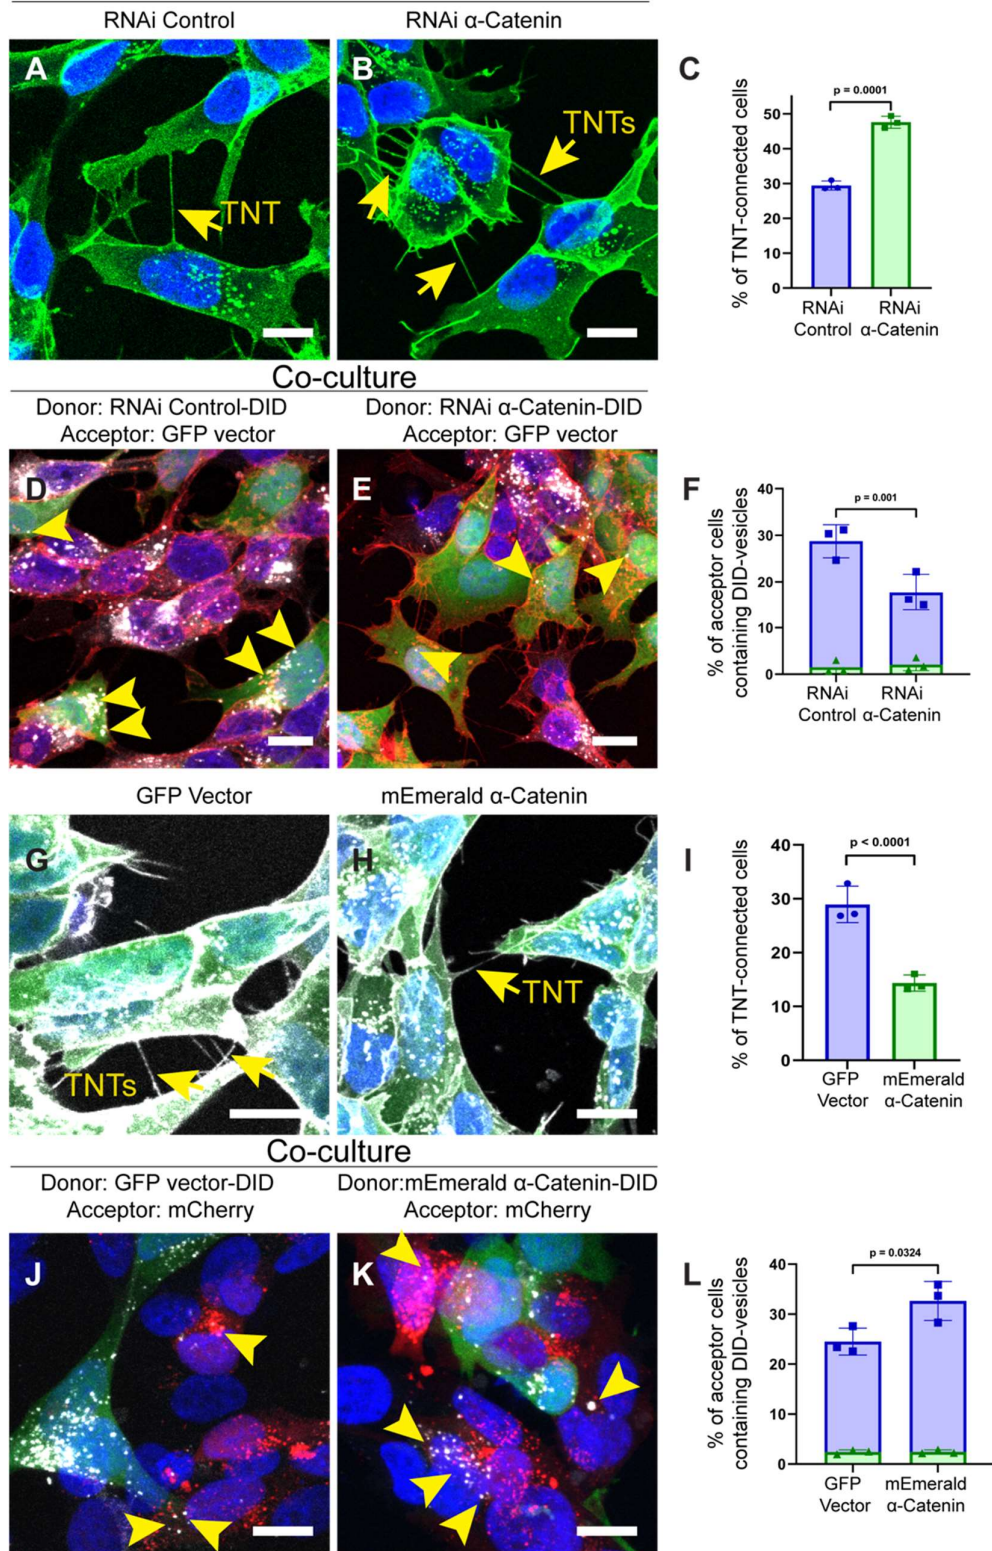 RNAi Control RNAi α-Catenin
A
TNT
B
TNTs
C
% of TNT-connected cells
50
40
30
20
10
0
p = 0.0001
RNAi Control
RNAi α-Catenin
Co-culture
Donor: RNAi Control-DID
Acceptor: GFP vector
Donor: RNAi α-Catenin-DID
Acceptor: GFP vector
D
E
F
% of acceptor cells
containing DID-vesicles
40
30
20
10
0
p = 0.001
RNAi Control
RNAi α-Catenin
GFP Vector
mEmerald α-Catenin
G
TNTs
H
TNT
I
% of TNT-connected cells
40
30
20
10
0
p < 0.0001
GFP
Vector
mEmerald
α-Catenin
Co-culture
Donor: GFP vector-DID
Acceptor: mCherry
Donor:mEmerald α-Catenin-DID
Acceptor: mCherry
J
K
L
% of acceptor cells
containing DID-vesicles
40
30
20
10
0
p = 0.0324
GFP
Vector
mEmerald
α-Catenin